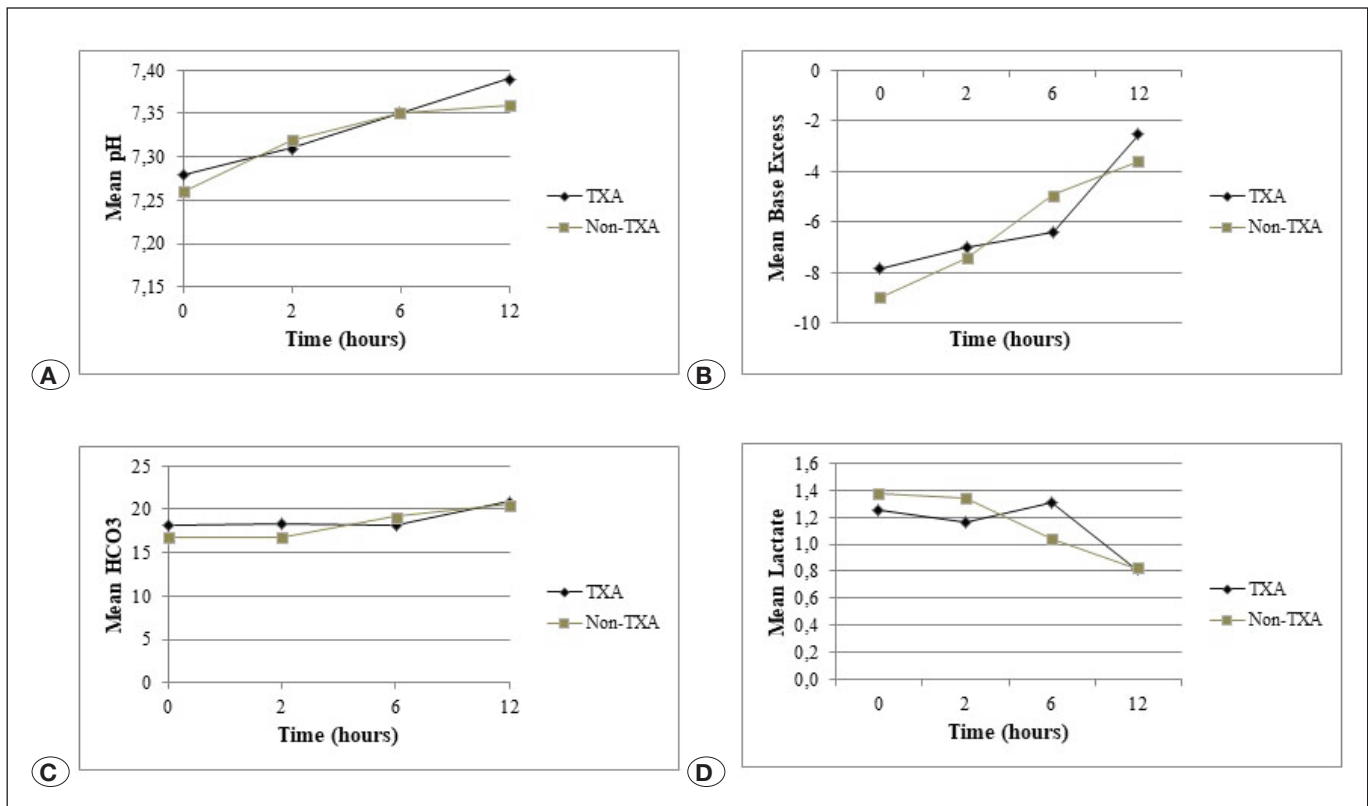 7,40
7,35
7,30
7,25
7,20
7,15
Mean pH
0 2 6 12
Time (hours)
TXA
Non-TXA
A
0
-2
-4
-6
-8
-10
Mean Base Excess
0 2 6 12
Time (hours)
TXA
Non-TXA
B
25
20
15
10
5
0
Mean HCO3
0 2 6 12
Time (hours)
TXA
Non-TXA
C
1,6
1,4
1,2
1,0
0,8
0,6
0,4
0,2
0,0
Mean Lactate
0 2 6 12
Time (hours)
TXA
Non-TXA
D